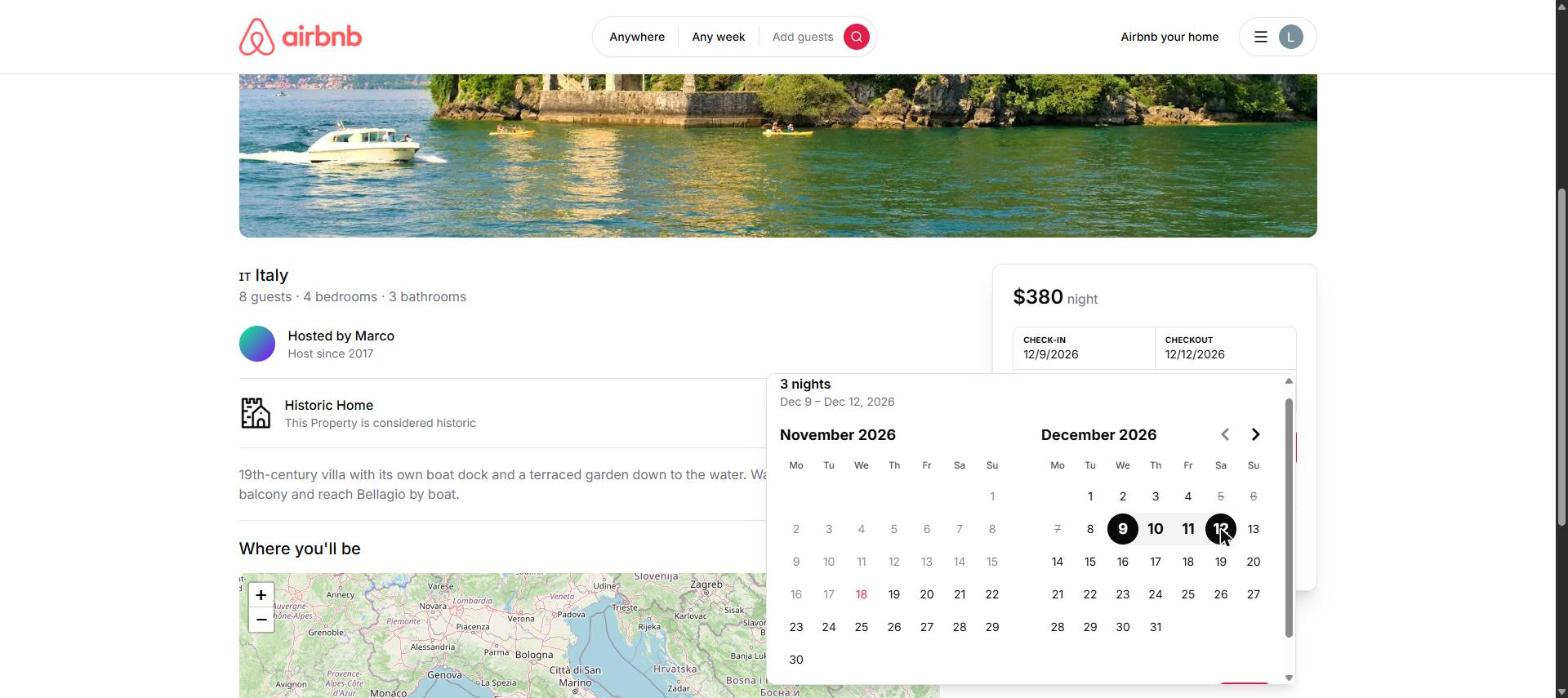 airbnb
Anywhere
Any week
Add guests
Airbnb your home
L
IT Italy
8 guests · 4 bedrooms · 3 bathrooms
Hosted by Marco
Host since 2017
Historic Home
This Property is considered historic
19th-century villa with its own boat dock and a terraced garden down to the water.
balcony and reach Bellagio by boat.
Where you'll be
$380 night
CHECK-IN
12/9/2026
CHECKOUT
12/12/2026
3 nights
Dec 9 – Dec 12, 2026
November 2026
Mo Tu We Th Fr Sa Su
1
2 3 4 5 6 7 8
9 10 11 12 13 14 15
16 17 18 19 20 21 22
23 24 25 26 27 28 29
30
December 2026
Mo Tu We Th Fr Sa Su
1 2 3 4 5 6
7 8 9 10 11 12 13
14 15 16 17 18 19 20
21 22 23 24 25 26 27
28 29 30 31
+
−
Annecy
Varese
Lombardia
Novara
Piacenza
Verona
Veneto
Padova
Udine
Slovenija
Zagreb
Trieste
Rijeka
Sisak
Karlovac
Grenoble
Piemonte
Alessandria
Parma
Bologna
Genova
La Spezia
Città di San
Marino
Firenze
Hrvatska
Zadar
Avignon
Monaco